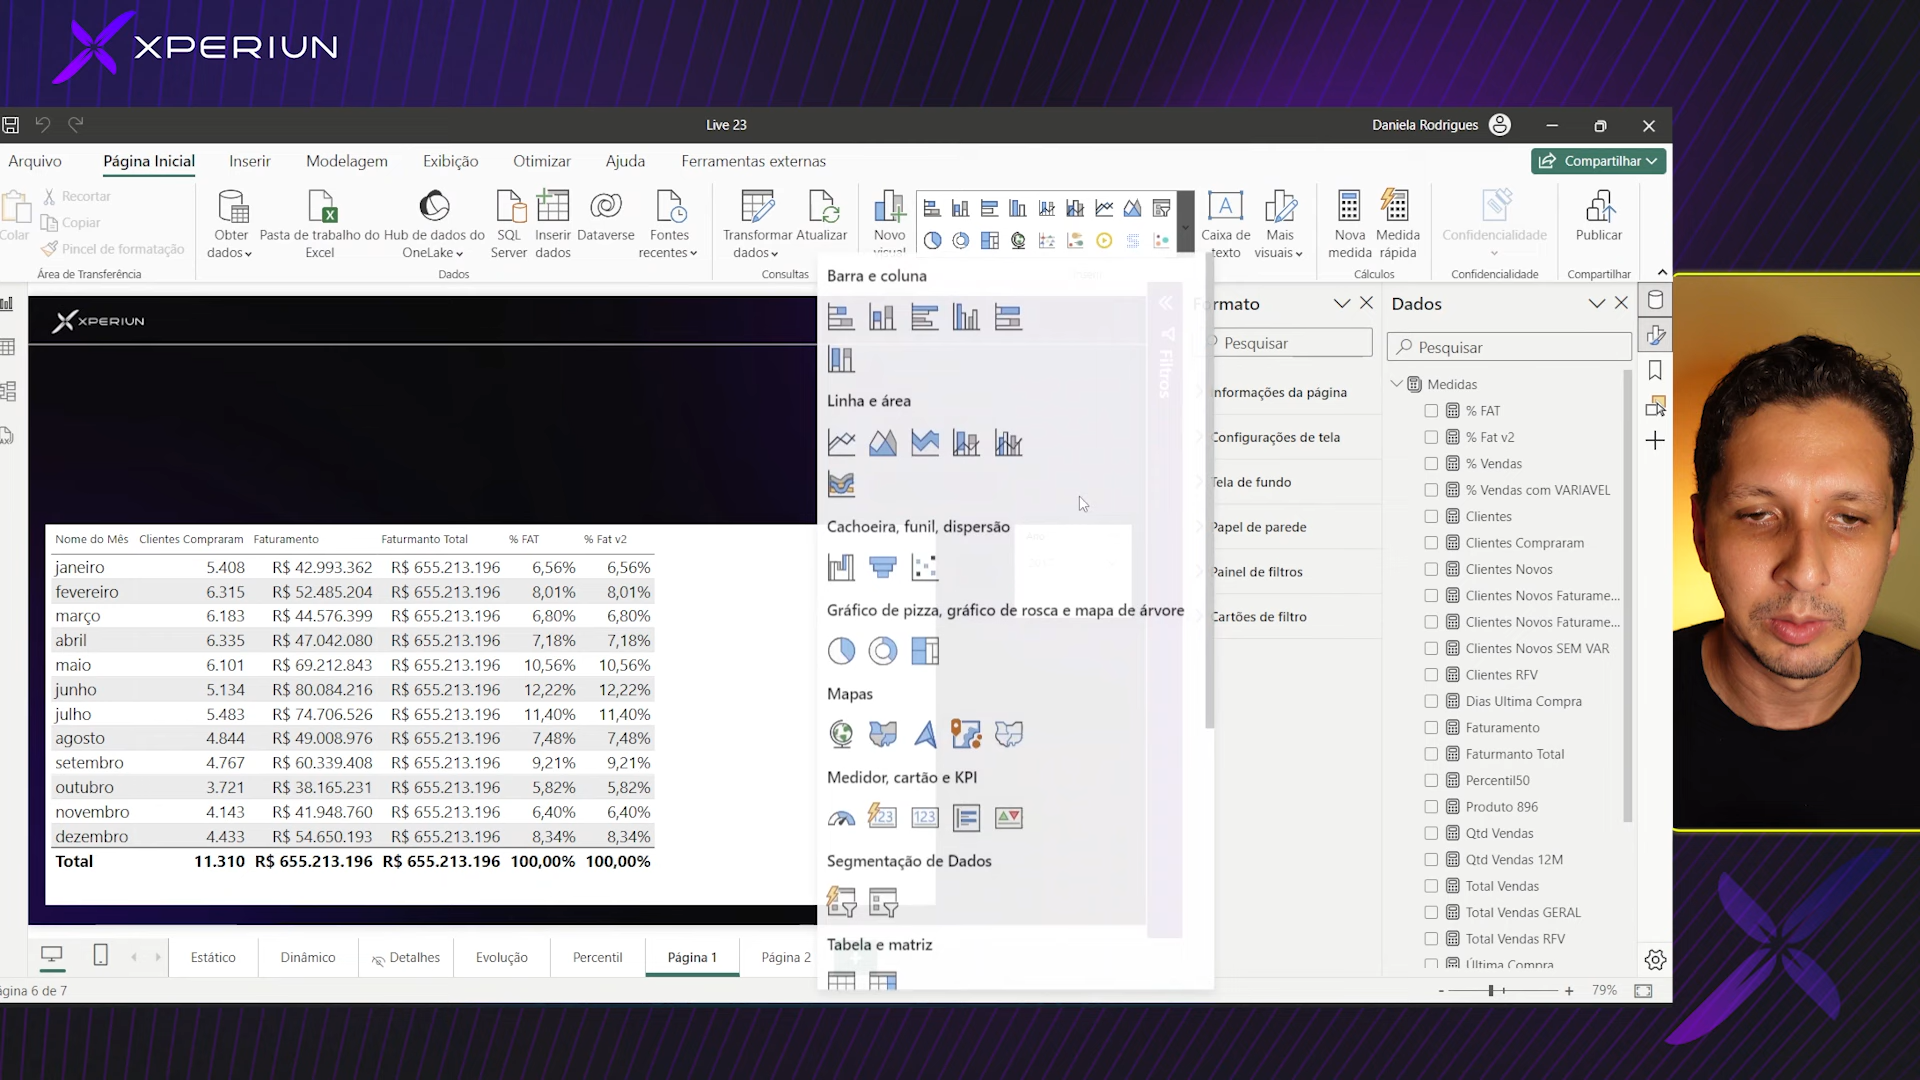 XPERIUN
Live 23
Daniela Rodrigues
Arquivo
Página Inicial
Inserir
Modelagem
Exibição
Otimizar
Ajuda
Ferramentas externas
Compartilhar
Colar
Recortar
Copiar
Pincel de formatação
Área de Transferência
Obter dados
Pasta de trabalho do Excel
Hub de dados do OneLake
SQL Server
Inserir dados
Dataverse
Fontes recentes
Dados
Transformar dados
Atualizar
Consultas
Novo visual
Caixa de texto
Mais visuais
Nova medida
Medida rápida
Cálculos
Confidencialidade
Confidencialidade
Publicar
Compartilhar
XPERIUN
Barra e coluna
Linha e área
Cachoeira, funil, dispersão
Gráfico de pizza, gráfico de rosca e mapa de árvore
Mapas
Medidor, cartão e KPI
Segmentação de Dados
Tabela e matriz
Filtros
Ano
Nome do Mês Clientes Compraram Faturamento Faturmanto Total % FAT % Fat v2
janeiro 5.408 R$ 42.993.362 R$ 655.213.196 6,56% 6,56%
fevereiro 6.315 R$ 52.485.204 R$ 655.213.196 8,01% 8,01%
março 6.183 R$ 44.576.399 R$ 655.213.196 6,80% 6,80%
abril 6.335 R$ 47.042.080 R$ 655.213.196 7,18% 7,18%
maio 6.101 R$ 69.212.843 R$ 655.213.196 10,56% 10,56%
junho 5.134 R$ 80.084.216 R$ 655.213.196 12,22% 12,22%
julho 5.483 R$ 74.706.526 R$ 655.213.196 11,40% 11,40%
agosto 4.844 R$ 49.008.976 R$ 655.213.196 7,48% 7,48%
setembro 4.767 R$ 60.339.408 R$ 655.213.196 9,21% 9,21%
outubro 3.721 R$ 38.165.231 R$ 655.213.196 5,82% 5,82%
novembro 4.143 R$ 41.948.760 R$ 655.213.196 6,40% 6,40%
dezembro 4.433 R$ 54.650.193 R$ 655.213.196 8,34% 8,34%
Total 11.310 R$ 655.213.196 R$ 655.213.196 100,00% 100,00%
Formato
Pesquisar
Informações da página
Configurações de tela
Tela de fundo
Papel de parede
Painel de filtros
Cartões de filtro
Dados
Pesquisar
Medidas
% FAT
% Fat v2
% Vendas
% Vendas com VARIAVEL
Clientes
Clientes Compraram
Clientes Novos
Clientes Novos Fatura​me...
Clientes Novos Faturame...
Clientes Novos SEM VAR
Clientes RFV
Dias Ultima Compra
Faturamento
Faturmanto Total
Percentil50
Produto 896
Qtd Vendas
Qtd Vendas 12M
Total Vendas
Total Vendas GERAL
Total Vendas RFV
Última Compra
Estático
Dinâmico
Detalhes
Evolução
Percentil
Página 1
Página 2
ágina 6 de 7
79%